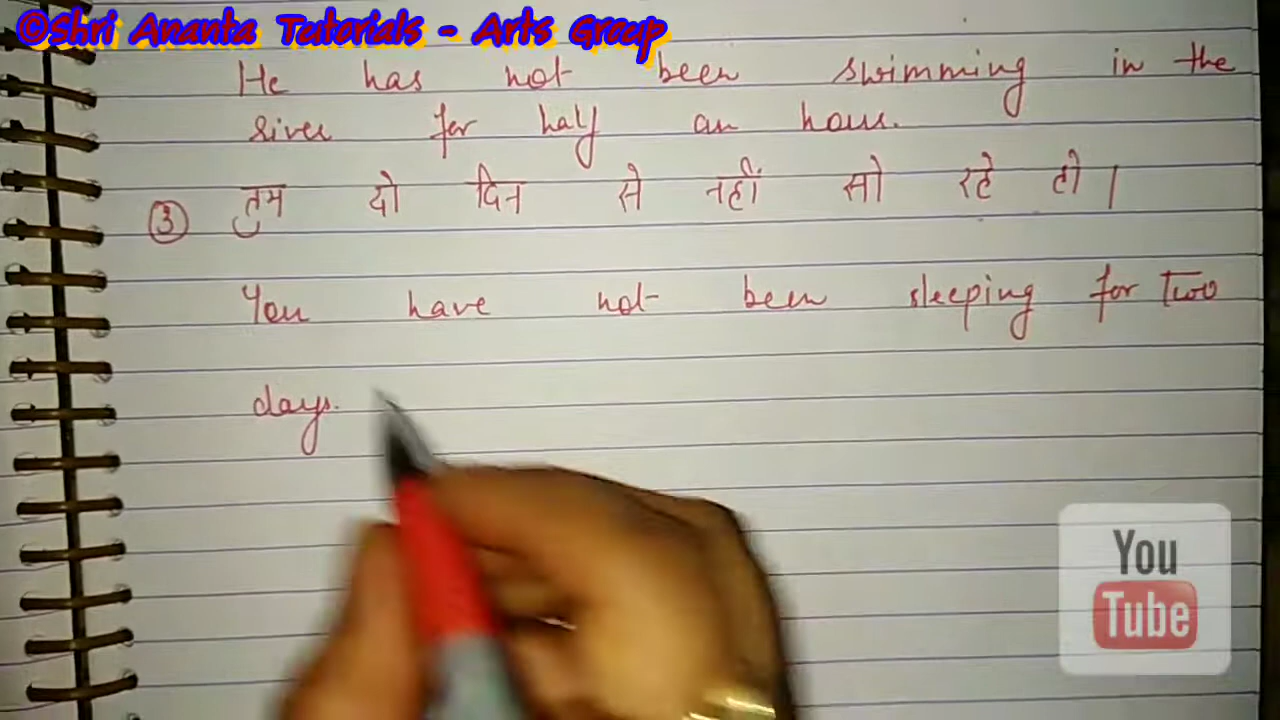 ©Shri Ananta Tutorials - Arts Group
He has not been swimming in the
river for half an hour.
③ तुम दो दिन से नहीं सो रहे हो |
You have not been sleeping for Two
days.
You
Tube